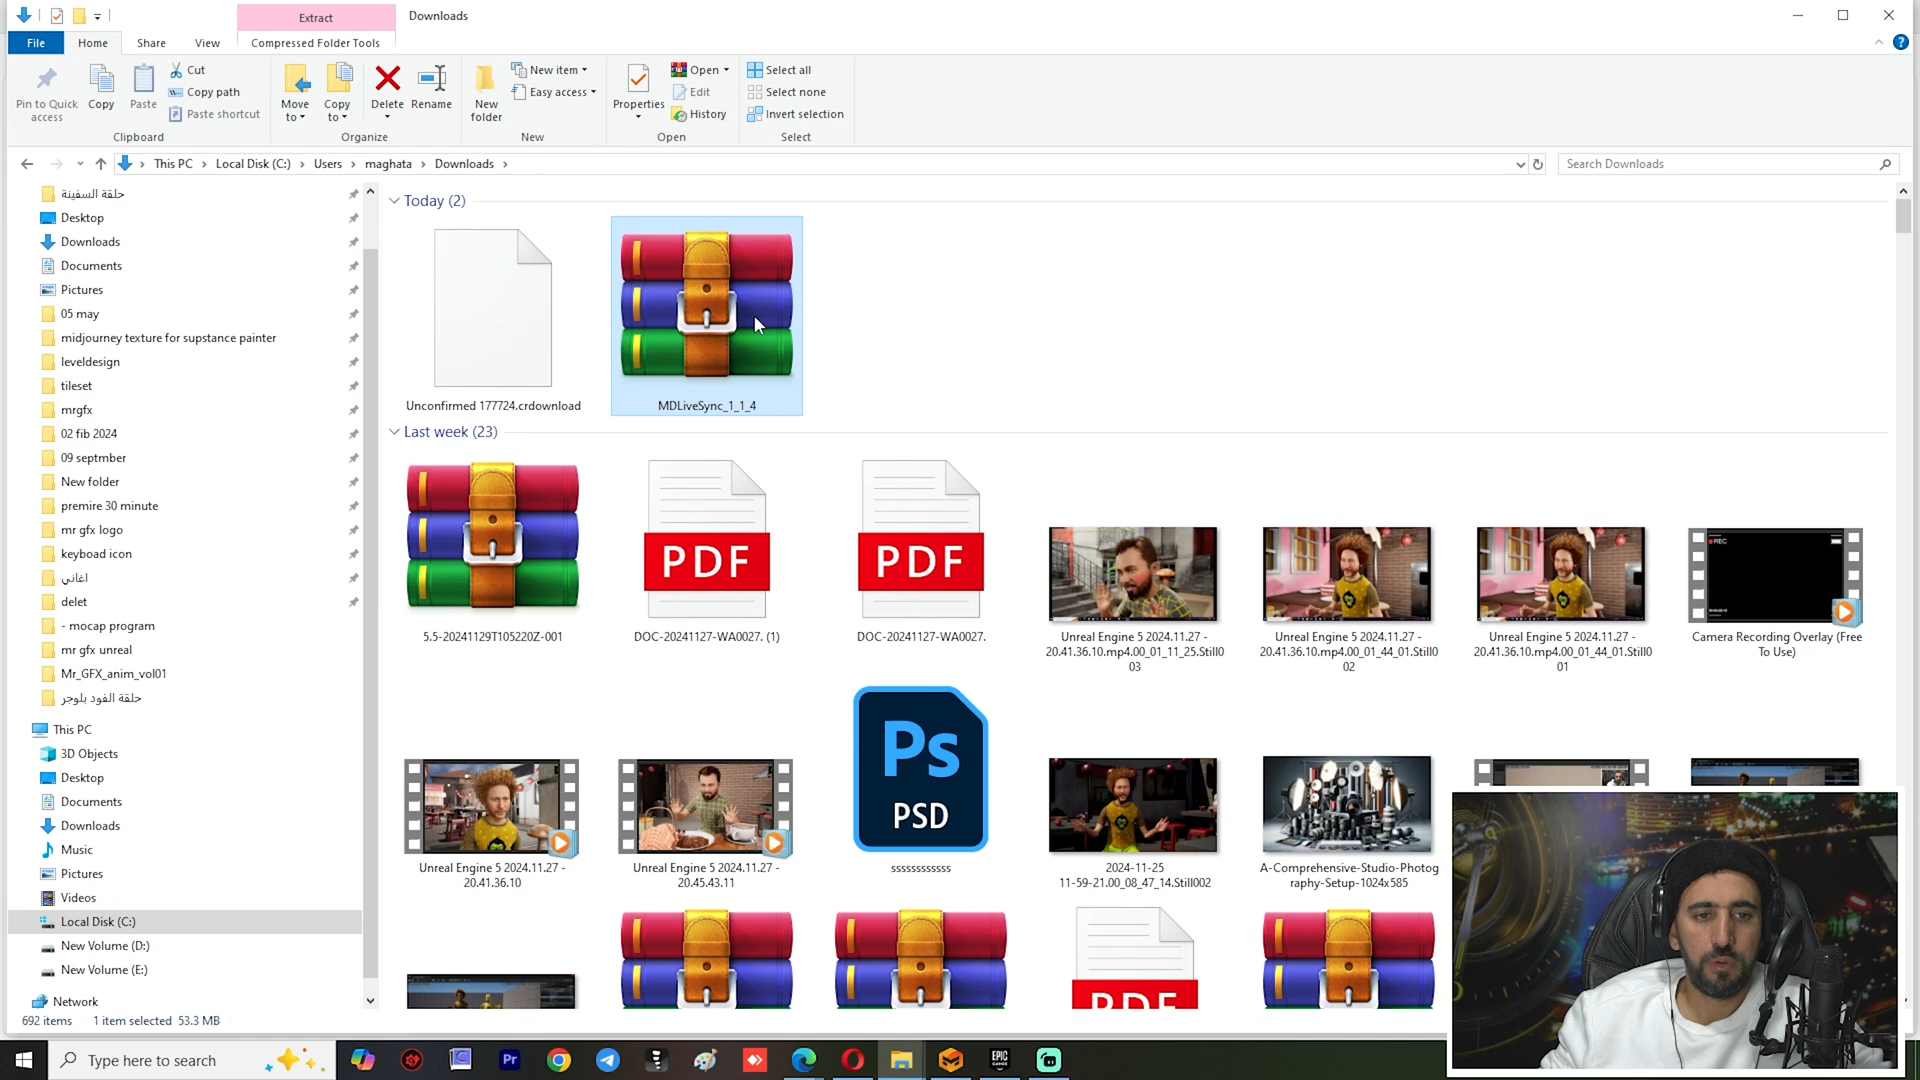 Extract
Downloads
File
Home
Share
View
Compressed Folder Tools
Pin to Quick
access
Copy
Paste
Cut
Copy path
Paste shortcut
Clipboard
Move
to
Copy
to
Delete
Rename
Organize
New
folder
New item
Easy access
New
Properties
Open
Edit
History
Open
Select all
Select none
Invert selection
Select
This PC
Local Disk (C:)
Users
maghata
Downloads
Search Downloads
حلقة السفينة
Desktop
Downloads
Documents
Pictures
05 may
midjourney texture for supstance painter
leveldesign
tileset
mrgfx
02 fib 2024
09 septmber
New folder
premire 30 minute
mr gfx logo
keyboad icon
اغاني
delet
- mocap program
mr gfx unreal
Mr_GFX_anim_vol01
حلقة الفود بلوجر
This PC
3D Objects
Desktop
Documents
Downloads
Music
Pictures
Videos
Local Disk (C:)
New Volume (D:)
New Volume (E:)
Network
Today (2)
Unconfirmed 177724.crdownload
MDLiveSync_1_1_4
Last week (23)
PDF
PDF
REC
5.5-20241129T105220Z-001
DOC-20241127-WA0027. (1)
DOC-20241127-WA0027.
Unreal Engine 5 2024.11.27 -
20.41.36.10.mp4.00_01_11_25.Still0
03
Unreal Engine 5 2024.11.27 -
20.41.36.10.mp4.00_01_44_01.Still0
02
Unreal Engine 5 2024.11.27 -
20.41.36.10.mp4.00_01_44_01.Still0
01
Camera Recording Overlay (Free
To Use)
Ps
PSD
Unreal Engine 5 2024.11.27 -
20.41.36.10
Unreal Engine 5 2024.11.27 -
20.45.43.11
ssssssssssss
2024-11-25
11-59-21.00_08_47_14.Still002
A-Comprehensive-Studio-Photog
raphy-Setup-1024x585
PDF
692 items
1 item selected 53.3 MB
Type here to search
Pr
EPIC
GAMES